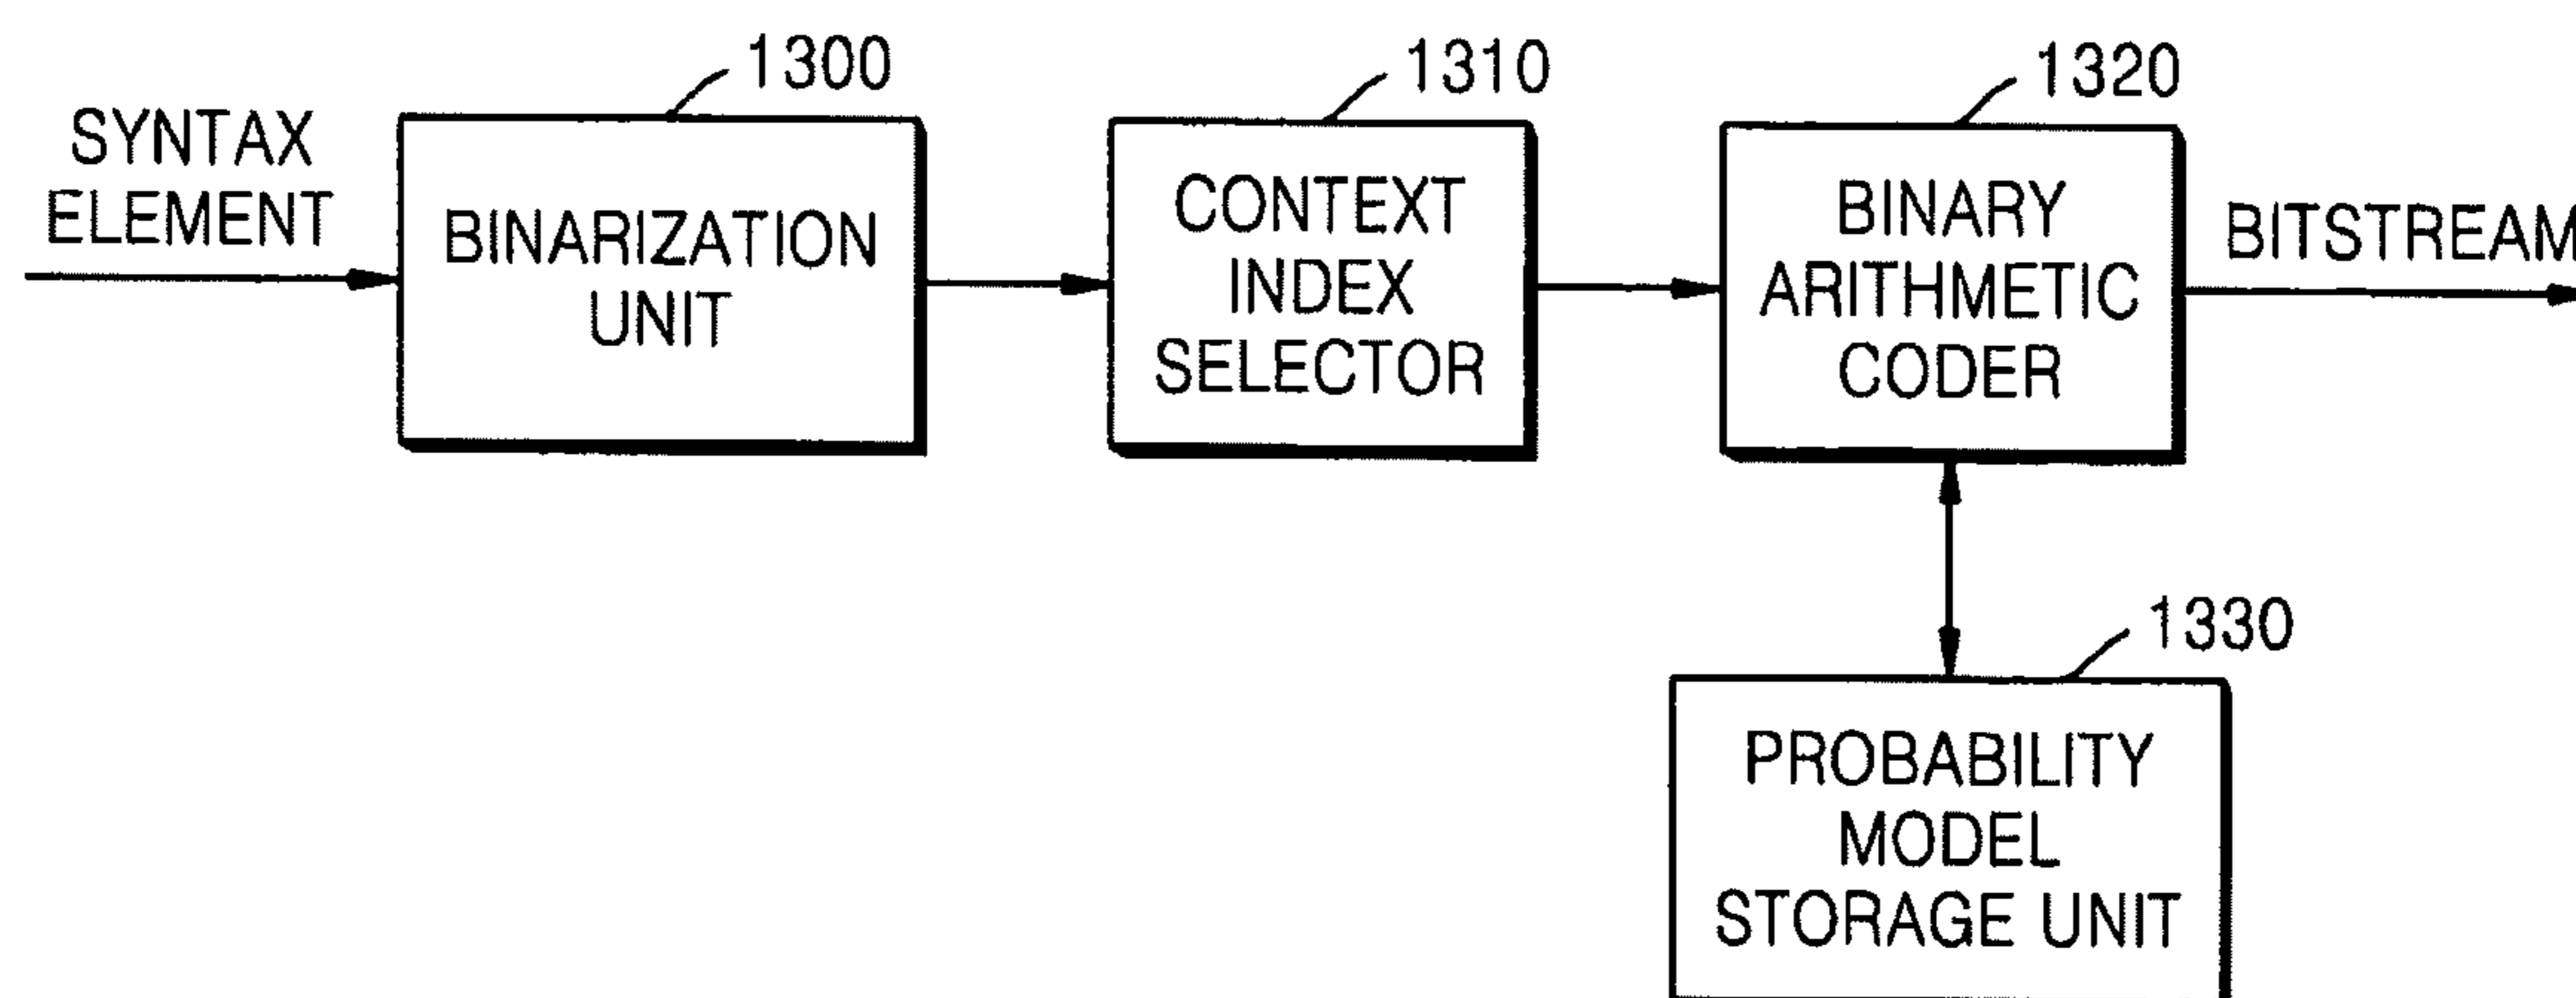 1300
1310
1320
SYNTAX
ELEMENT
BINARIZATION
UNIT
CONTEXT
INDEX
SELECTOR
BINARY
ARITHMETIC
CODER
BITSTREAM
1330
PROBABILITY
MODEL
STORAGE UNIT